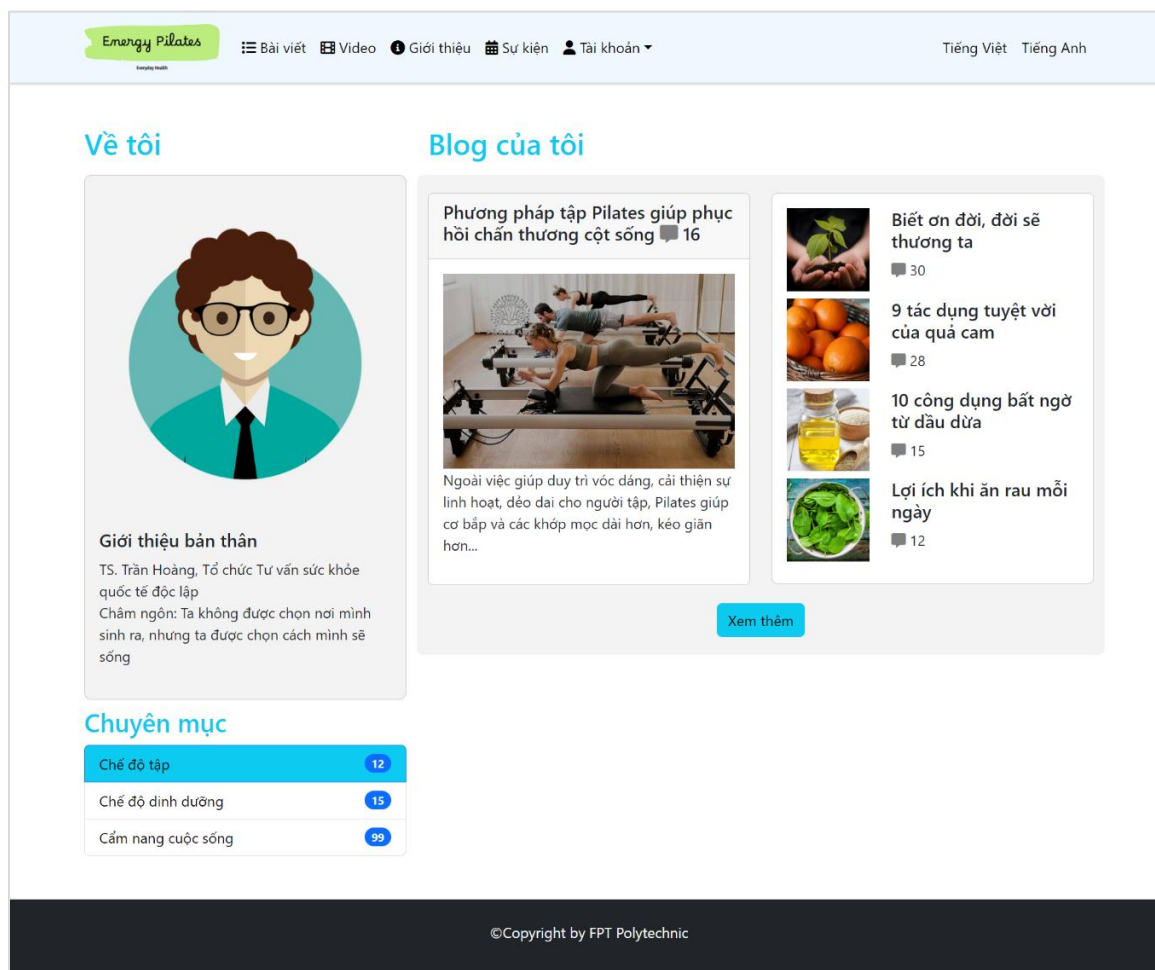 Energy Pilates
Everyday Health
Bài viết Video Giới thiệu Sự kiện Tài khoản
Tiếng Việt Tiếng Anh
Về tôi
Giới thiệu bản thân
TS. Trần Hoàng, Tổ chức Tư vấn sức khỏe
quốc tế độc lập
Châm ngôn: Ta không được chọn nơi mình
sinh ra, nhưng ta được chọn cách mình sẽ
sống
Chuyên mục
Chế độ tập 12
Chế độ dinh dưỡng 15
Cẩm nang cuộc sống 99
Blog của tôi
Phương pháp tập Pilates giúp phục
hồi chấn thương cột sống 16
Ngoài việc giúp duy trì vóc dáng, cải thiện sự
linh hoạt, dẻo dai cho người tập, Pilates giúp
cơ bắp và các khớp mọc dài hơn, kéo giãn
hơn...
Biết ơn đời, đời sẽ
thương ta
30
9 tác dụng tuyệt vời
của quả cam
28
10 công dụng bất ngờ
từ dầu dừa
15
Lợi ích khi ăn rau mỗi
ngày
12
Xem thêm
©Copyright by FPT Polytechnic